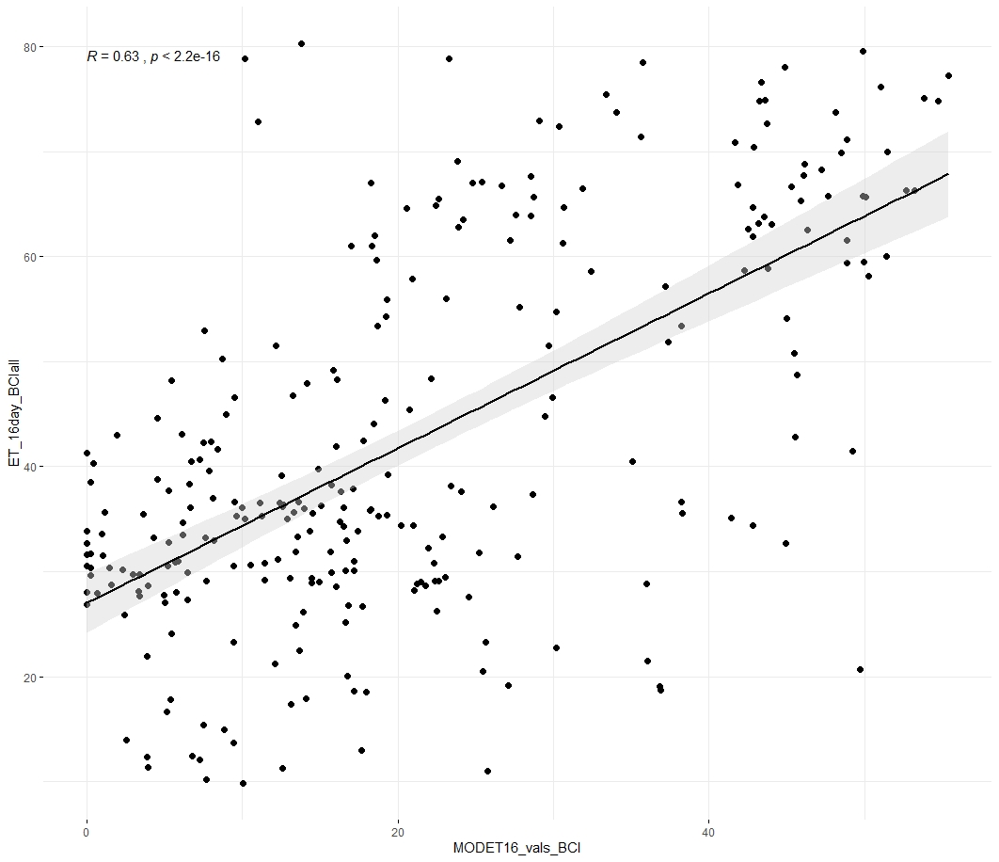 R = 0.63 , p < 2.2e-16
80
60
40
20
ET_16day_BCIall
0
20
40
MODET16_vals_BCI